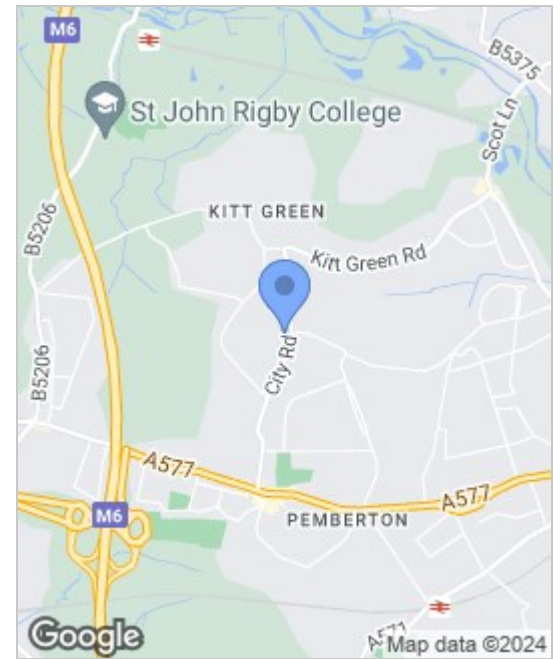 M6
B5375
St John Rigby College
Scot Ln
B5206
KITT GREEN
Kitt Green Rd
City Rd
B5206
A577
A577
M6
PEMBERTON
A571
Google
Map data ©2024